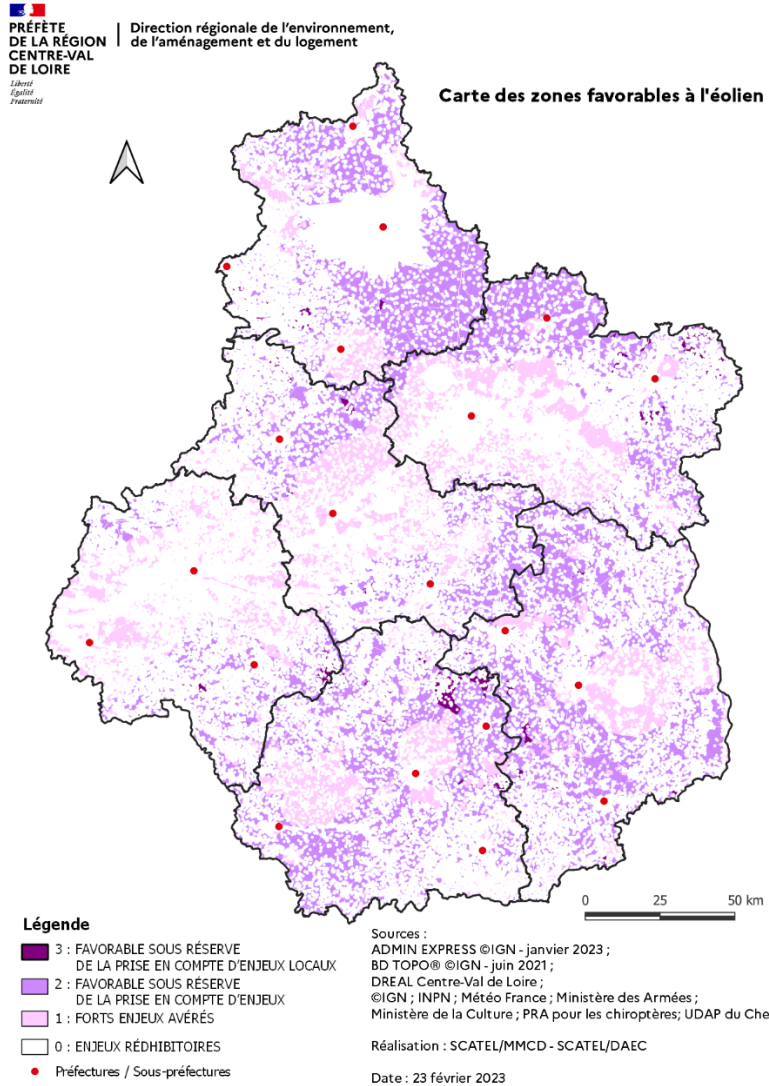 PRÉFÈTE
DE LA RÉGION
CENTRE-VAL
DE LOIRE
Liberté
Égalité
Fraternité
Direction régionale de l'environnement,
de l'aménagement et du logement
Carte des zones favorables à l'éolien
0 25 50 km
Légende
3 : FAVORABLE SOUS RÉSERVE
DE LA PRISE EN COMPTE D'ENJEUX LOCAUX
2 : FAVORABLE SOUS RÉSERVE
DE LA PRISE EN COMPTE D'ENJEUX
1 : FORTS ENJEUX AVÉRÉS
0 : ENJEUX RÉDHIBITOIRES
Préfectures / Sous-préfectures
Sources :
ADMIN EXPRESS ©IGN - janvier 2023 ;
BD TOPO® ©IGN - juin 2021 ;
DREAL Centre-Val de Loire ;
©IGN ; INPN ; Météo France ; Ministère des Armées ;
Ministère de la Culture ; PRA pour les chiroptères; UDAP du Che
Réalisation : SCATEL/MMCD - SCATEL/DAEC
Date : 23 février 2023